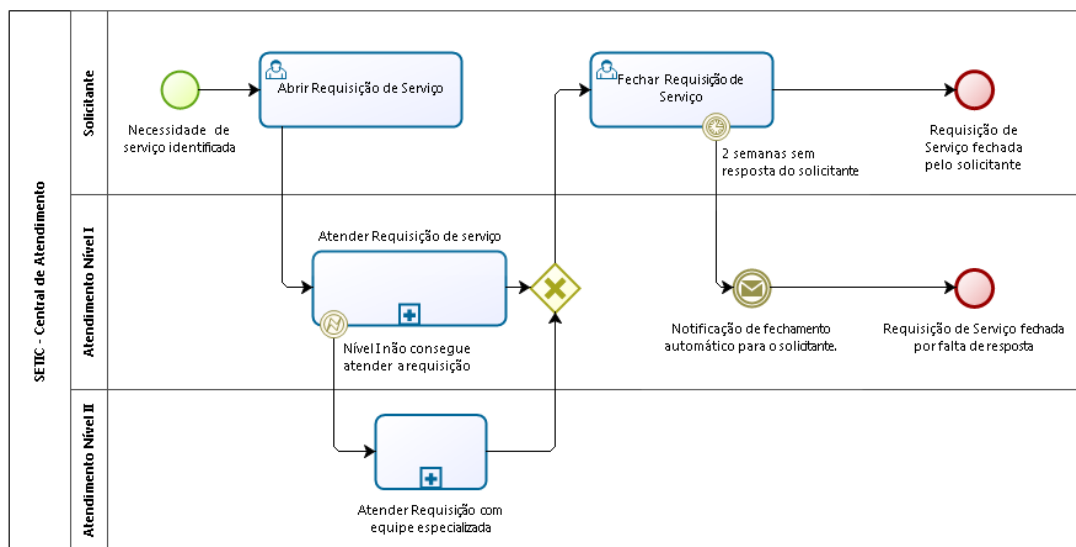 SETIC - Central de Atendimento
Solicitante
Necessidade de
serviço identificada
Abrir Requisição de Serviço
Fechar Requisição de
Serviço
2 semanas sem
resposta do solicitante
Requisição de
Serviço fechada
pelo solicitante
Atendimento Nível I
Atender Requisição de serviço
Nível I não consegue
atender a requisição
Notificação de fechamento
automático para o solicitante.
Requisição de Serviço fechada
por falta de resposta
Atendimento Nível II
Atender Requisição com
equipe especializada